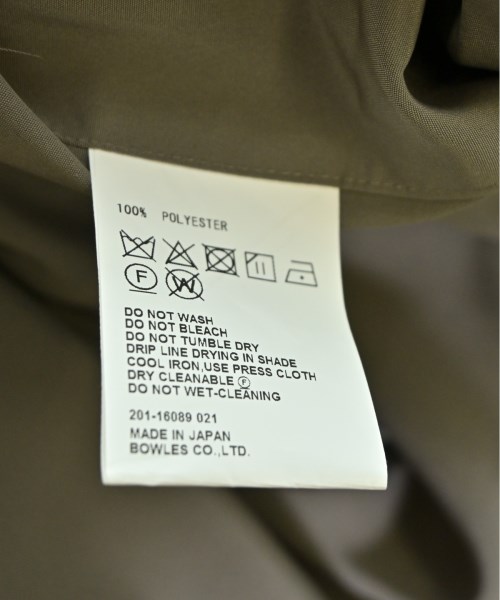 100% POLYESTER
F W
DO NOT WASH
DO NOT BLEACH
DO NOT TUMBLE DRY
DRIP LINE DRYING IN SHADE
COOL IRON,USE PRESS CLOTH
DRY CLEANABLE Ⓕ
DO NOT WET-CLEANING
201-16089 021
MADE IN JAPAN
BOWLES CO.,LTD.